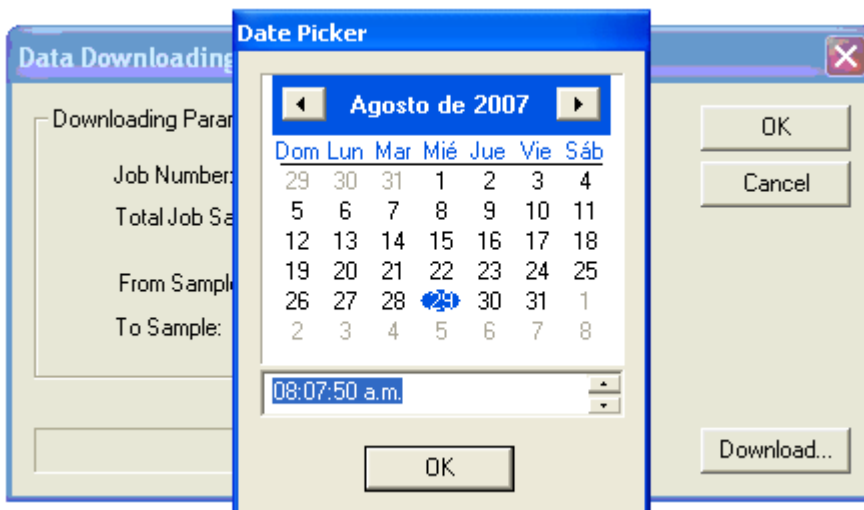 Date Picker
Data Downloading
Agosto de 2007
Dom Lun Mar Mié Jue Vie Sáb
29 30 31 1 2 3 4
5 6 7 8 9 10 11
12 13 14 15 16 17 18
19 20 21 22 23 24 25
26 27 28 29 30 31 1
2 3 4 5 6 7 8
08:07:50 a.m.
OK
Downloading Param
Job Number:
Total Job Sa
From Sample
To Sample:
OK
Cancel
Download...